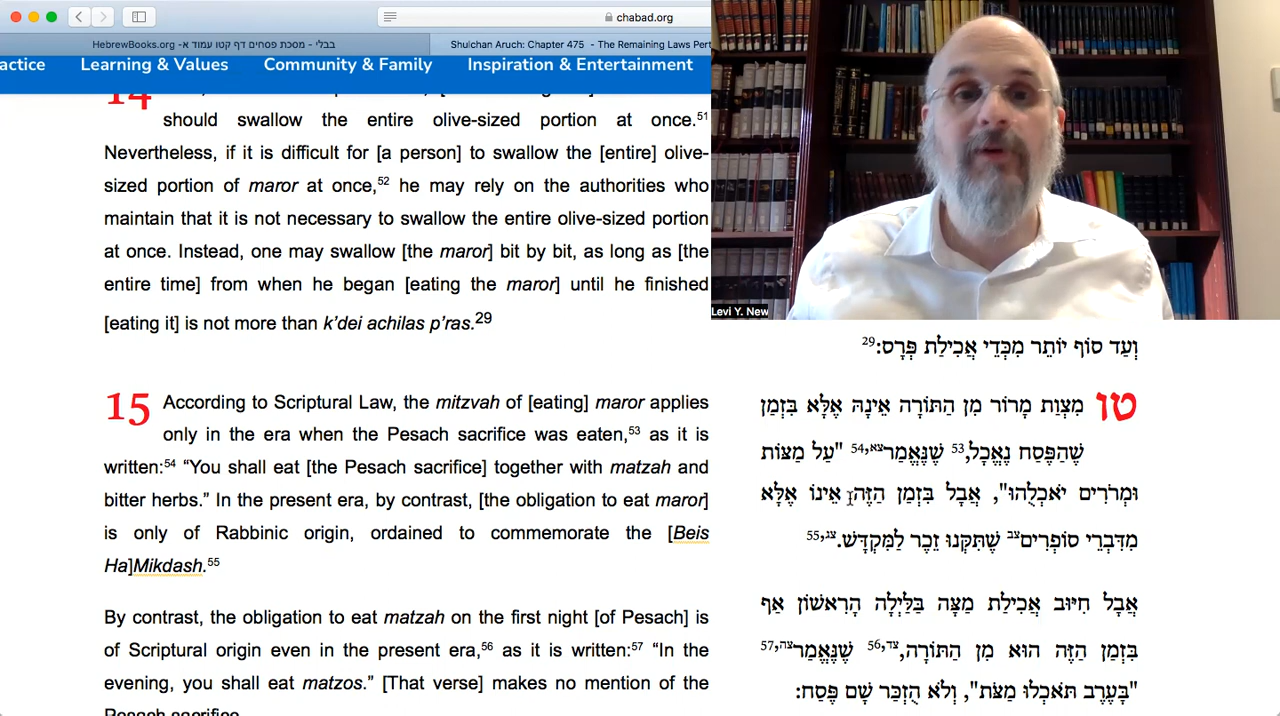 chabad.org
HebrewBooks.org - בבלי - מסכת פסחים דף קטו עמוד א
Shulchan Aruch: Chapter 475 - The Remaining Laws Pert
actice Learning & Values Community & Family Inspiration & Entertainment
14
should swallow the entire olive-sized portion at once.51
Nevertheless, if it is difficult for [a person] to swallow the [entire] olive-
sized portion of maror at once,52 he may rely on the authorities who
maintain that it is not necessary to swallow the entire olive-sized portion
at once. Instead, one may swallow [the maror] bit by bit, as long as [the
entire time] from when he began [eating the maror] until he finished
[eating it] is not more than k'dei achilas p'ras.29
15 According to Scriptural Law, the mitzvah of [eating] maror applies
only in the era when the Pesach sacrifice was eaten,53 as it is
written:54 “You shall eat [the Pesach sacrifice] together with matzah and
bitter herbs.” In the present era, by contrast, [the obligation to eat maror]
is only of Rabbinic origin, ordained to commemorate the [Beis
Ha]Mikdash.55
By contrast, the obligation to eat matzah on the first night [of Pesach] is
of Scriptural origin even in the present era,56 as it is written:57 “In the
evening, you shall eat matzos.” [That verse] makes no mention of the
Pesach sacrifice.
Levi Y. New
וְעַד סוֹף יוֹתֵר מִכְּדֵי אֲכִילַת פְּרָס:29
טו מִצְוַת מָרוֹר מִן הַתּוֹרָה אֵינָהּ אֶלָּא בִּזְמַן
שֶׁהַפֶּסַח נֶאֱכָל,53 שֶׁנֶּאֱמַרצא,54 "עַל מַצּוֹת
וּמְרֹרִים יֹאכְלֻהוּ", אֲבָל בִּזְמַן הַזֶּה אֵינוֹ אֶלָּא
מִדִּבְרֵי סוֹפְרִיםצב שֶׁתִּקְּנוּ זֵכֶר לַמִּקְדָּשׁ.צג,55
אֲבָל חִיּוּב אֲכִילַת מַצָּה בַּלַּיְלָה הָרִאשׁוֹן אַף
בִּזְמַן הַזֶּה הוּא מִן הַתּוֹרָה,צד,56 שֶׁנֶּאֱמַרצה,57
"בָּעֶרֶב תֹּאכְלוּ מַצֹּת", וְלֹא הֻזְכַּר שָׁם פֶּסַח: